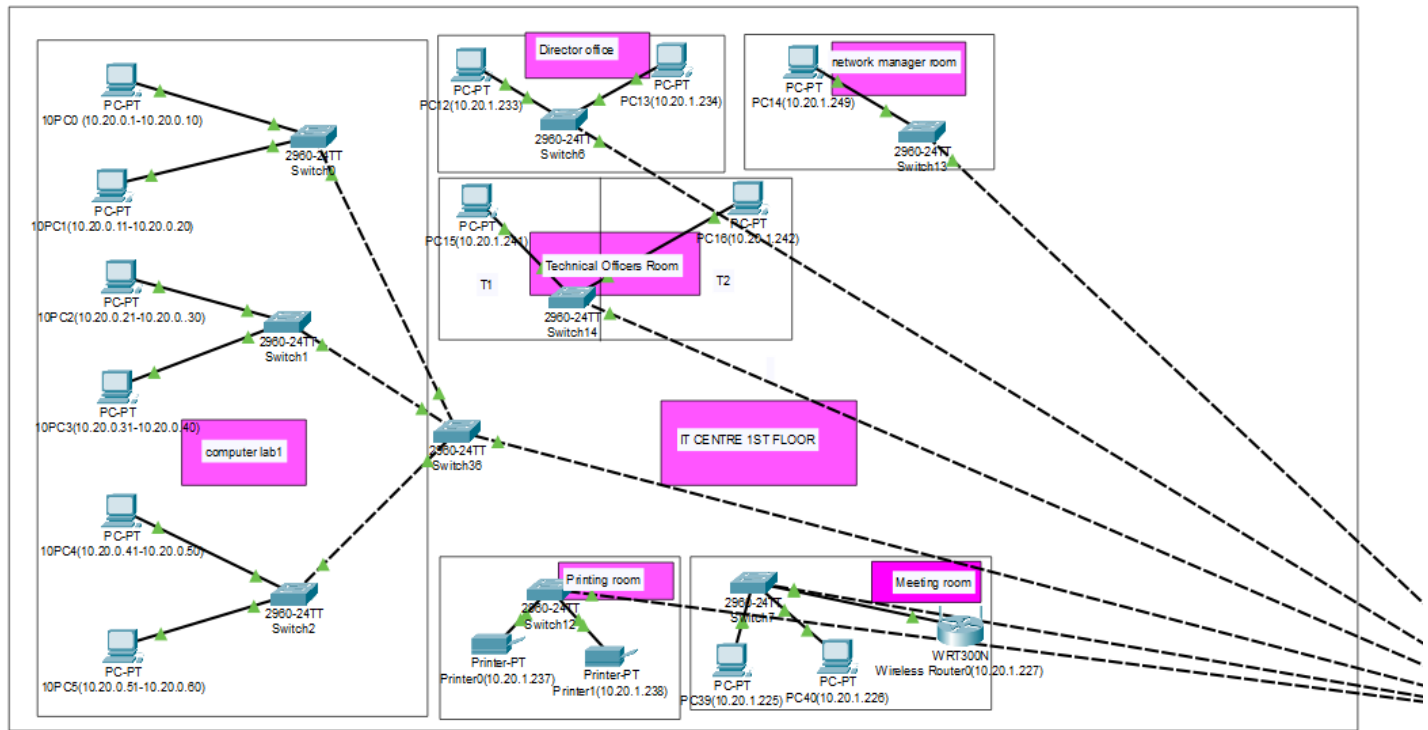 PC-PT
10PC0 (10.20.0.1-10.20.0.10)
2960-24TT
Switch0
PC-PT
10PC1(10.20.0.11-10.20.0.20)
PC-PT
10PC2(10.20.0.21-10.20.0..30)
2960-24TT
Switch1
PC-PT
10PC3(10.20.0.31-10.20.0.40)
computer lab1
2960-24TT
Switch36
PC-PT
10PC4(10.20.0.41-10.20.0.50)
2960-24TT
Switch2
PC-PT
10PC5(10.20.0.51-10.20.0.60)
Director office
PC-PT
PC12(10.20.1.233)
PC-PT
PC13(10.20.1.234)
2960-24TT
Switch6
network manager room
PC-PT
PC14(10.20.1.249)
2960-24TT
Switch13
PC-PT
PC15(10.20.1.241)
PC-PT
PC16(10.20.1.242)
Technical Officers Room
T1
T2
2960-24TT
Switch14
IT CENTRE 1ST FLOOR
Printing room
2960-24TT
Switch12
Printer-PT
Printer0(10.20.1.237)
Printer-PT
Printer1(10.20.1.238)
Meeting room
2960-24TT
Switch7
WRT300N
Wireless Router0(10.20.1.227)
PC-PT
PC39(10.20.1.225)
PC-PT
PC40(10.20.1.226)